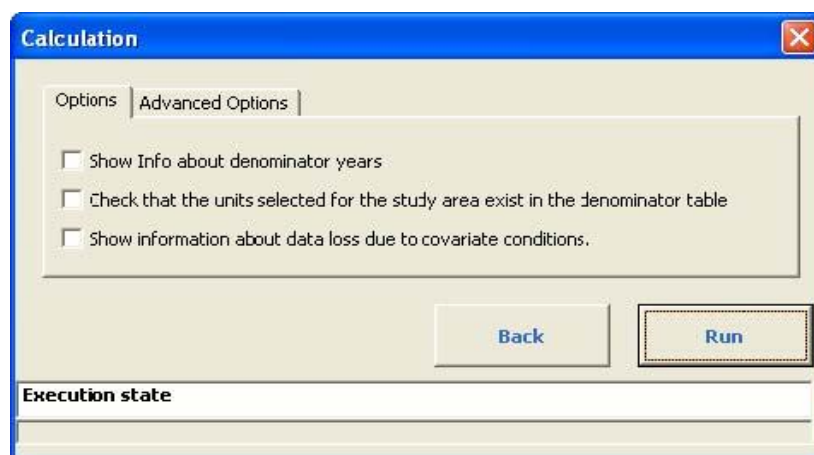 Calculation
Options Advanced Options
Show Info about denominator years
Check that the units selected for the study area exist in the denominator table
Show information about data loss due to covariate conditions.
Back Run
Execution state